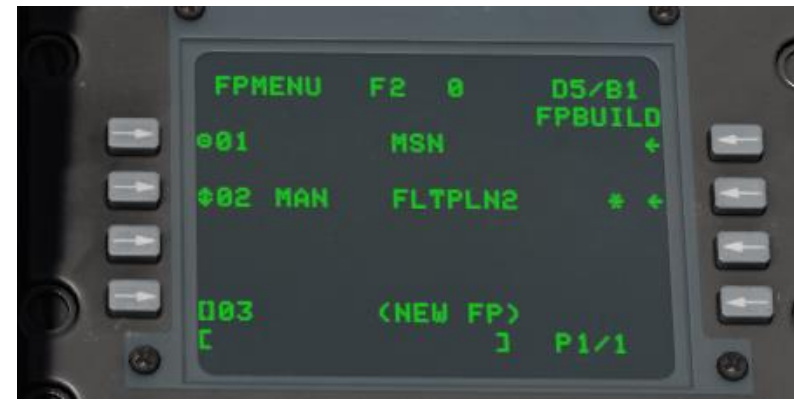 FPMENU F2 0 D5/B1
FPBUILD
01 MSN ←
02 MAN FLTPLN2 * ←
[]03 (NEW FP)
[ ] P1/1